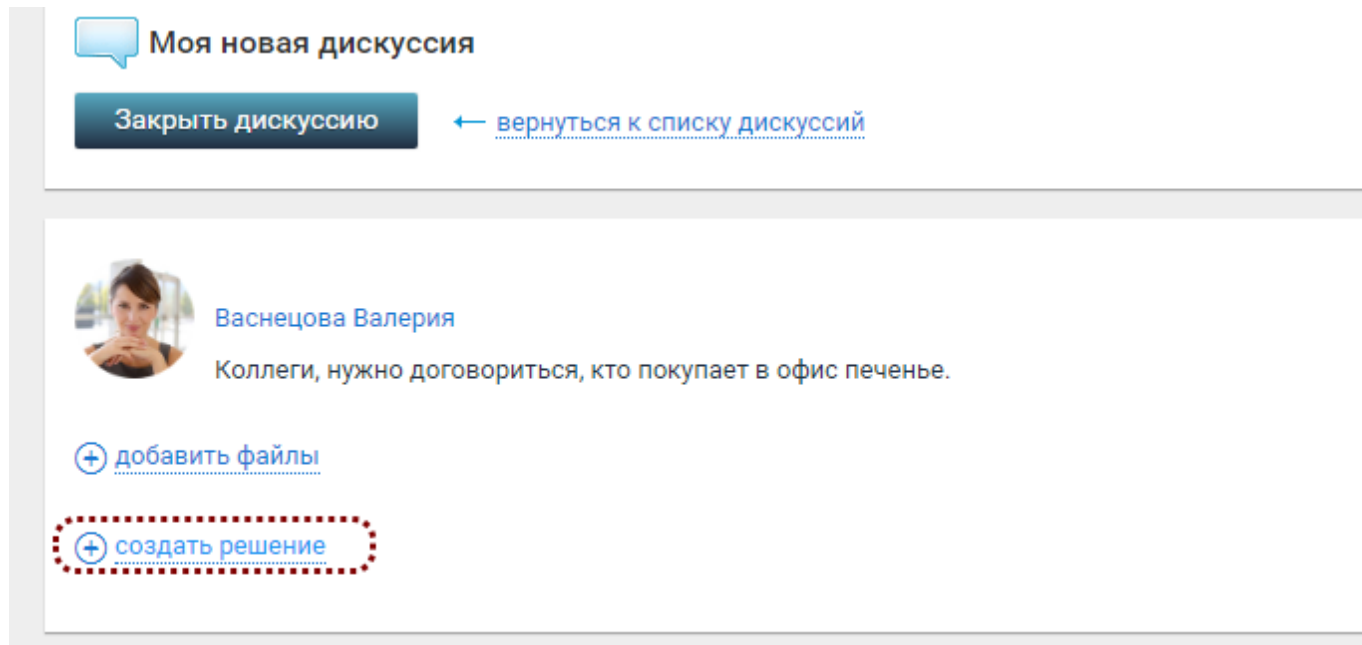 Моя новая дискуссия
Закрыть дискуссию ← вернуться к списку дискуссий
Васнецова Валерия
Коллеги, нужно договориться, кто покупает в офис печенье.
добавить файлы
создать решение